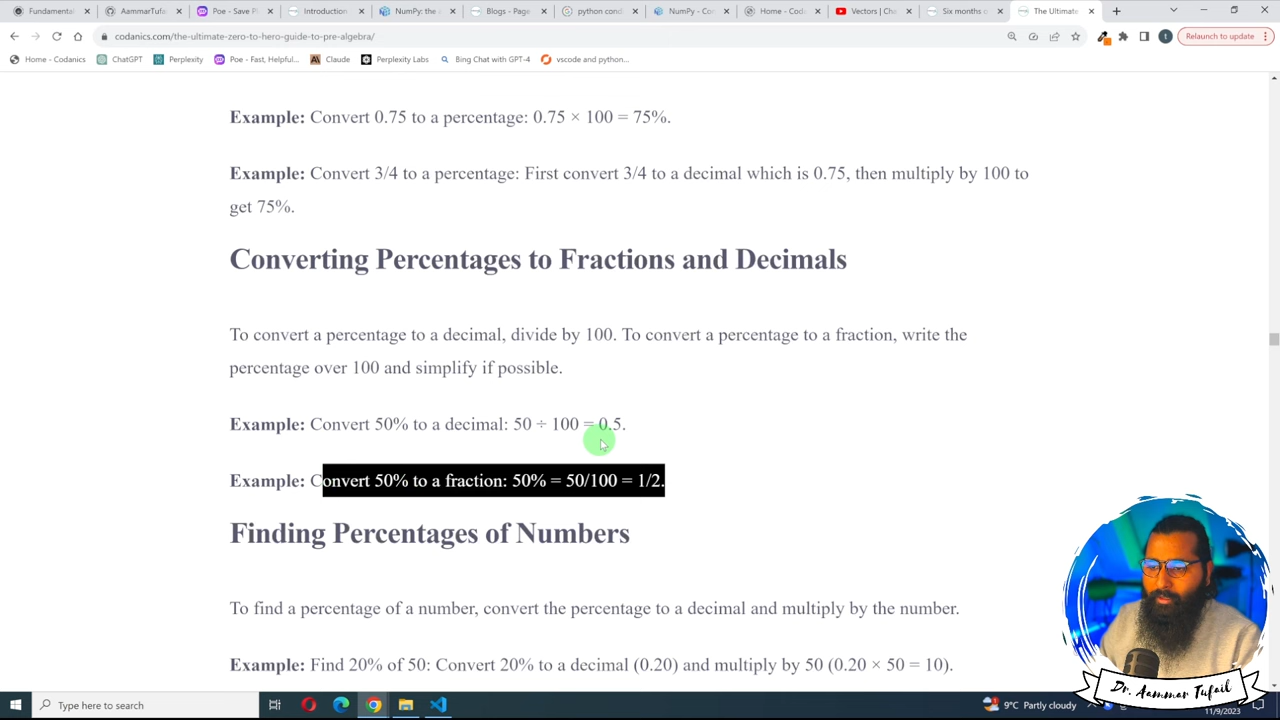 Fundamental
AammarTufa
Poe - Save P
Introduction
NumPy: the
Blogs - Page
python cond
NumPy - Co
Home - Coda
Vectors | Cha
Six months o
The Ultimate
codanics.com/the-ultimate-zero-to-hero-guide-to-pre-algebra/
Relaunch to update
Home - Codanics
ChatGPT
Perplexity
Poe - Fast, Helpful...
Claude
Perplexity Labs
Bing Chat with GPT-4
vscode and python...
Example: Convert 0.75 to a percentage: 0.75 × 100 = 75%.
Example: Convert 3/4 to a percentage: First convert 3/4 to a decimal which is 0.75, then multiply by 100 to
get 75%.
Converting Percentages to Fractions and Decimals
To convert a percentage to a decimal, divide by 100. To convert a percentage to a fraction, write the
percentage over 100 and simplify if possible.
Example: Convert 50% to a decimal: 50 ÷ 100 = 0.5.
Example: Convert 50% to a fraction: 50% = 50/100 = 1/2.
Finding Percentages of Numbers
To find a percentage of a number, convert the percentage to a decimal and multiply by the number.
Example: Find 20% of 50: Convert 20% to a decimal (0.20) and multiply by 50 (0.20 × 50 = 10).
Dr. Aammar Tufail
Type here to search
9°C Partly cloudy
11/9/2023